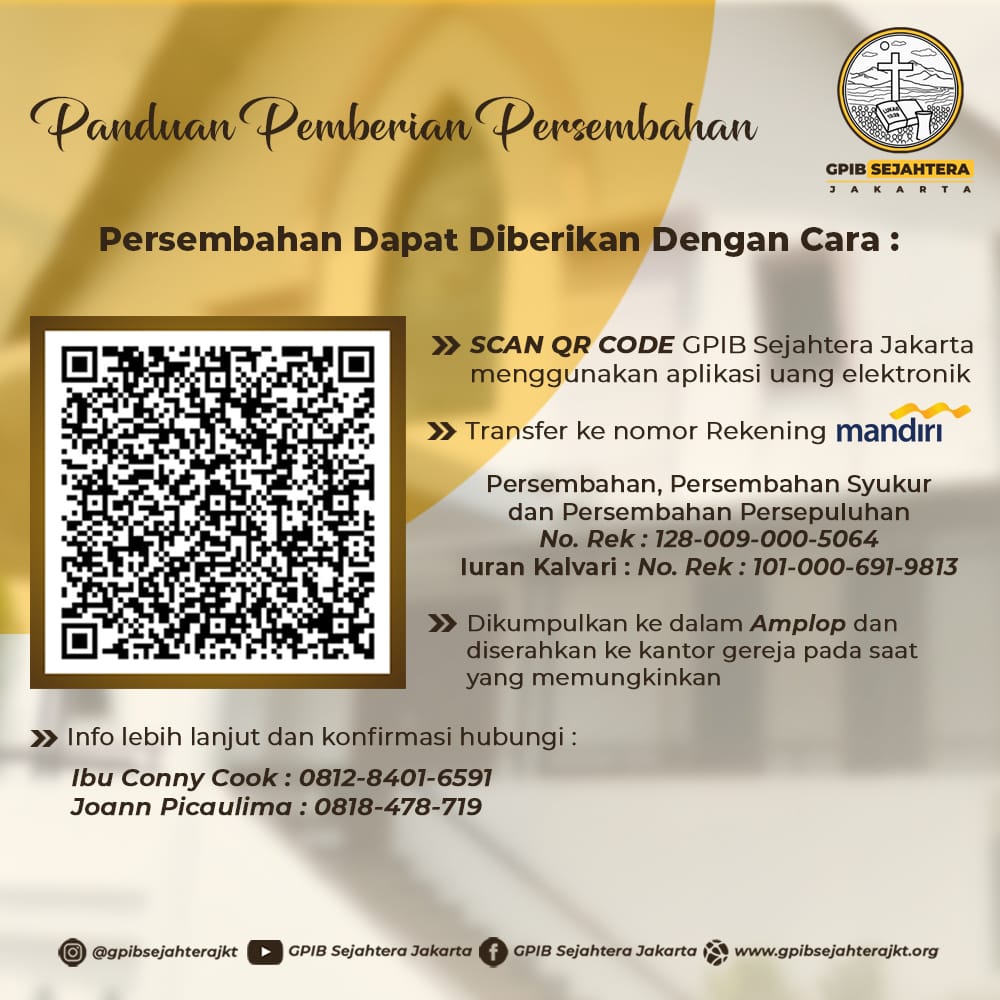 Panduan Pemberian Persembahan
LUKAS
GPIB SEJAHTERA
JAKARTA
Persembahan Dapat Diberikan Dengan Cara :
SCAN QR CODE GPIB Sejahtera Jakarta
menggunakan aplikasi uang elektronik
Transfer ke nomor Rekening mandiri
Persembahan, Persembahan Syukur
dan Persembahan Persepuluhan
No. Rek : 128-009-000-5064
Iuran Kalvari : No. Rek : 101-000-691-9813
Dikumpulkan ke dalam Amplop dan
diserahkan ke kantor gereja pada saat
yang memungkinkan
Info lebih lanjut dan konfirmasi hubungi :
Ibu Conny Cook : 0812-8401-6591
Joann Picaulima : 0818-478-719
@gpibsejahterajkt GPIB Sejahtera Jakarta GPIB Sejahtera Jakarta www.gpibsejahterajkt.org